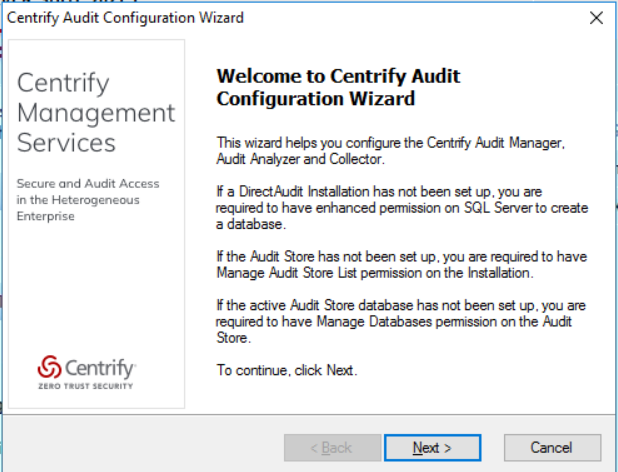 Centrify Audit Configuration Wizard
Centrify
Management
Services
Secure and Audit Access
in the Heterogeneous
Enterprise
Centrify
ZERO TRUST SECURITY
Welcome to Centrify Audit
Configuration Wizard
This wizard helps you configure the Centrify Audit Manager,
Audit Analyzer and Collector.
If a DirectAudit Installation has not been set up, you are
required to have enhanced permission on SQL Server to create
a database.
If the Audit Store has not been set up, you are required to have
Manage Audit Store List permission on the Installation.
If the active Audit Store database has not been set up, you are
required to have Manage Databases permission on the Audit
Store.
To continue, click Next.
< Back
Next >
Cancel